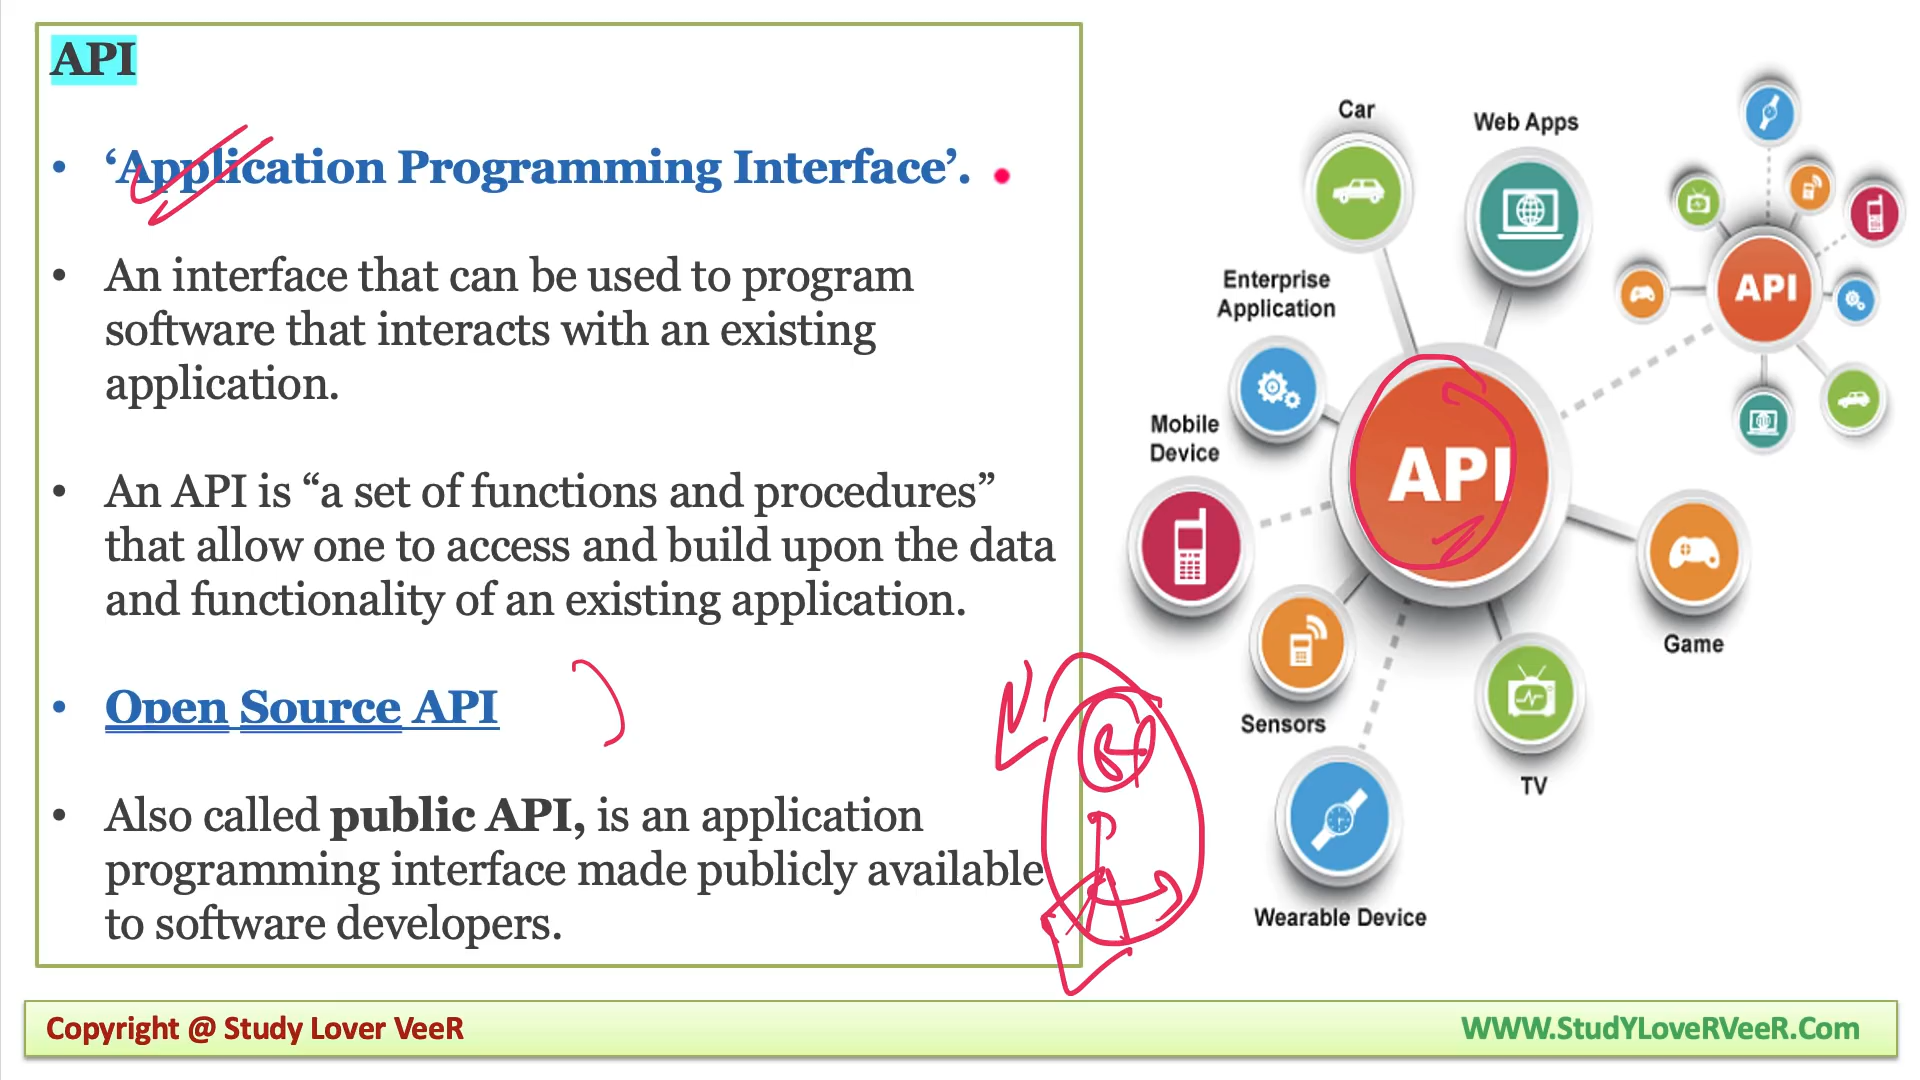 API
• ‘Application Programming Interface’.
• An interface that can be used to program
software that interacts with an existing
application.
• An API is “a set of functions and procedures”
that allow one to access and build upon the data
and functionality of an existing application.
• Open Source API
• Also called public API, is an application
programming interface made publicly available
to software developers.
Car
Web Apps
Enterprise
Application
Mobile
Device
API
API
Game
Sensors
TV
Wearable Device
Copyright @ Study Lover VeeR
WWW.StudYLoveRVeeR.Com